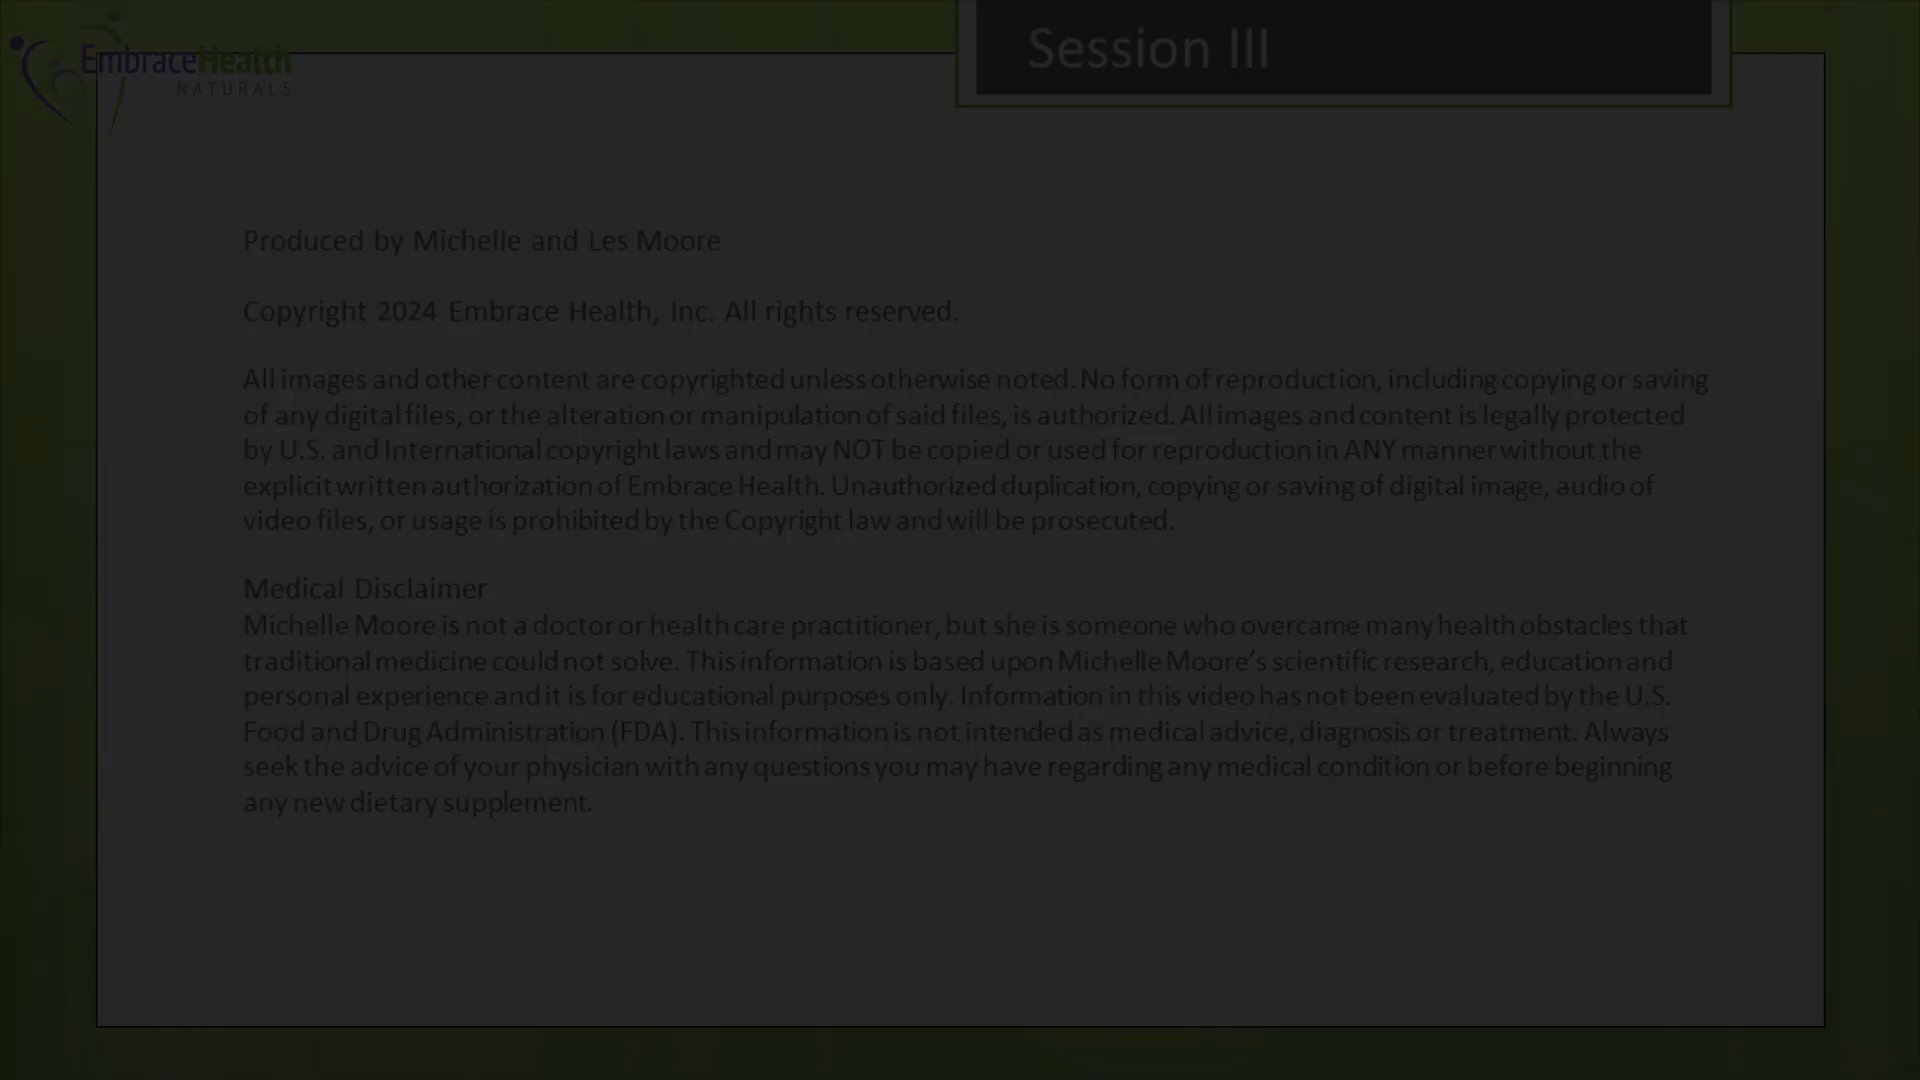 EmbraceHealth
NATURALS
Session III
Produced by Michelle and Les Moore
Copyright 2024 Embrace Health, Inc. All rights reserved.
All images and other content are copyrighted unless otherwise noted. No form of reproduction, including copying or saving
of any digital files, or the alteration or manipulation of said files, is authorized. All images and content is legally protected
by U.S. and International copyright laws and may NOT be copied or used for reproduction in ANY manner without the
explicit written authorization of Embrace Health. Unauthorized duplication, copying or saving of digital image, audio of
video files, or usage is prohibited by the Copyright law and will be prosecuted.
Medical Disclaimer
Michelle Moore is not a doctor or health care practitioner, but she is someone who overcame many health obstacles that
traditional medicine could not solve. This information is based upon Michelle Moore's scientific research, education and
personal experience and it is for educational purposes only. Information in this video has not been evaluated by the U.S.
Food and Drug Administration (FDA). This information is not intended as medical advice, diagnosis or treatment. Always
seek the advice of your physician with any questions you may have regarding any medical condition or before beginning
any new dietary supplement.